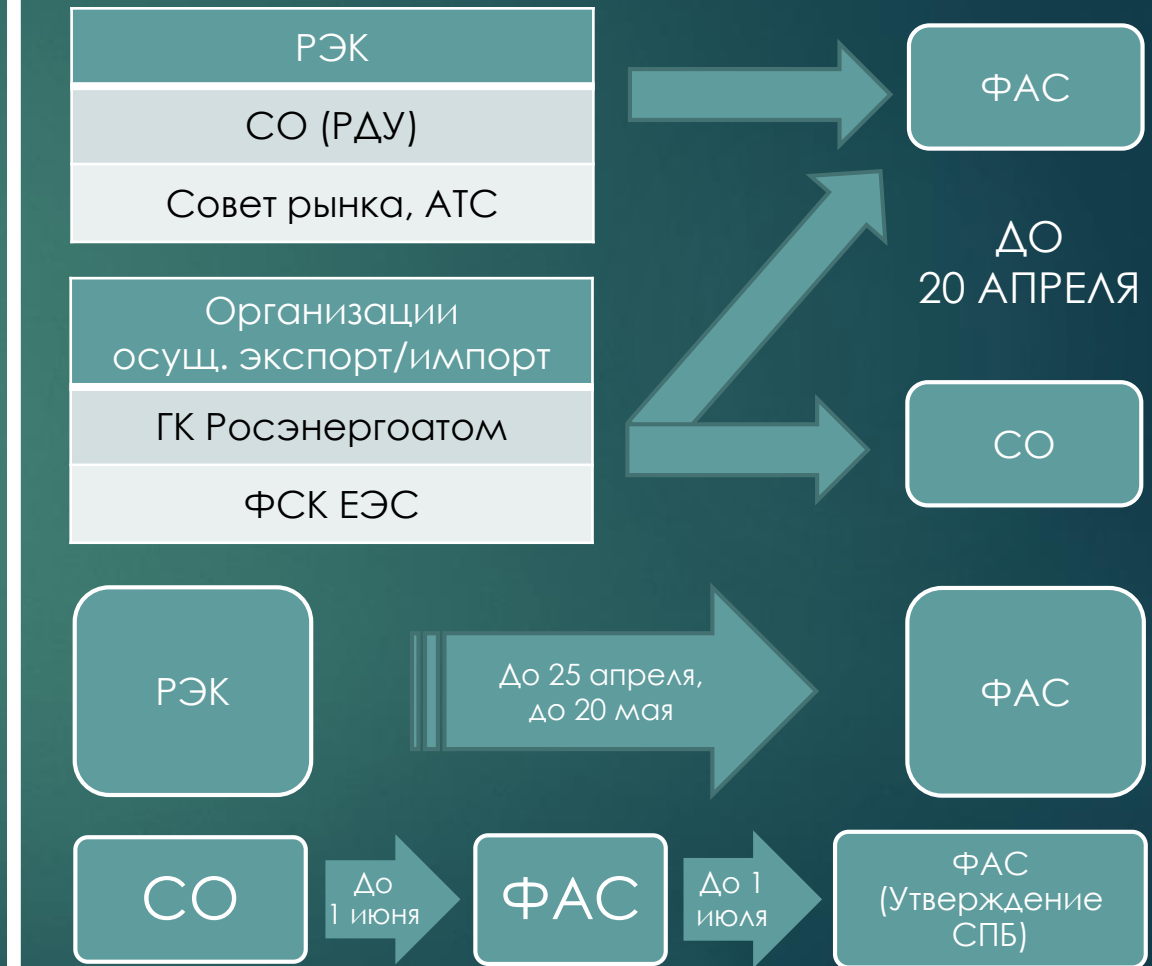 РЭК
СО (РДУ)
Совет рынка, АТС
ФАС
ДО
20 АПРЕЛЯ
Организации
осущ. экспорт/импорт
ГК Росэнергоатом
ФСК ЕЭС
СО
РЭК
До 25 апреля,
до 20 мая
ФАС
СО
До
1 июня
ФАС
До 1
июля
ФАС
(Утверждение
СПБ)